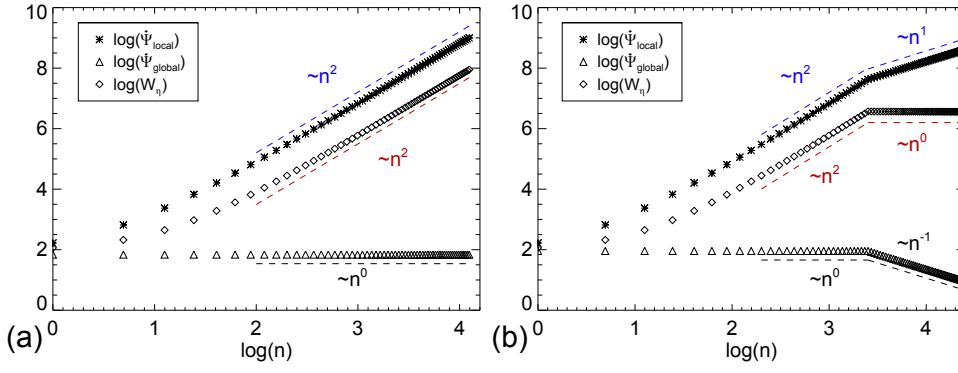 10
8
6
4
2
0
log(Ψ̇local)
log(Ψ̇global)
log(Wη)
~n²
~n²
~n⁰
0 1 2 3 4
log(n)
(a)
10
8
6
4
2
0
log(Ψ̇local)
log(Ψ̇global)
log(Wη)
~n¹
~n²
~n⁰
~n²
~n⁻¹
~n⁰
0 1 2 3 4
log(n)
(b)